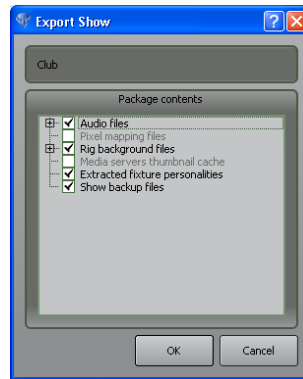 Export Show
Club
Package contents
Audio files
Pixel mapping files
Rig background files
Media servers thumbnail cache
Extracted fixture personalities
Show backup files
OK
Cancel